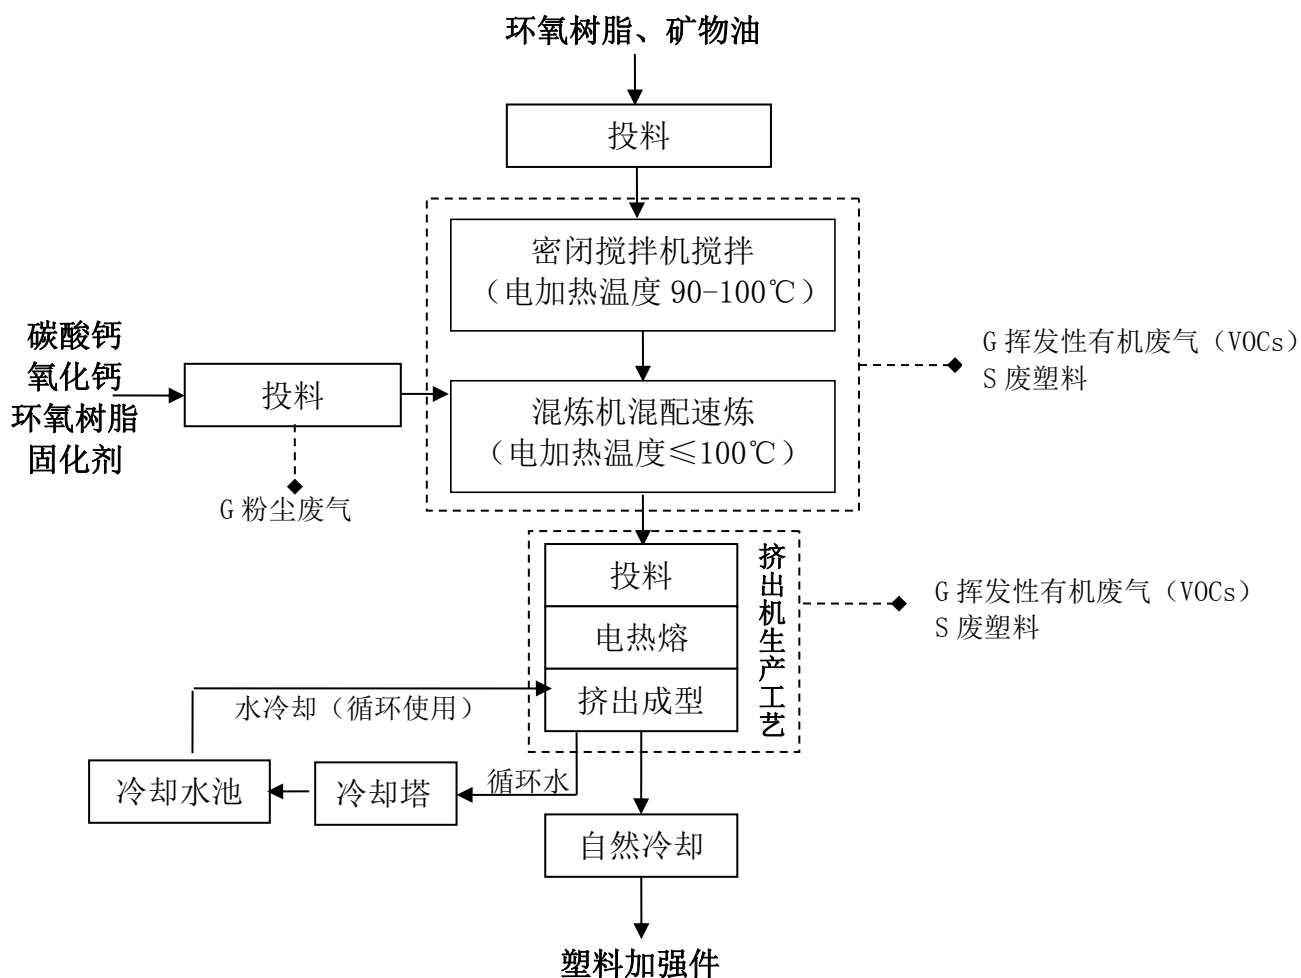 环氧树脂、矿物油
投料
密闭搅拌机搅拌
（电加热温度 90-100℃）
碳酸钙
氧化钙
环氧树脂
固化剂
投料
G 粉尘废气
混炼机混配速炼
（电加热温度≤100℃）
G 挥发性有机废气（VOCs）
S 废塑料
投料
电热熔
挤出成型
挤出机生产工艺
G 挥发性有机废气（VOCs）
S 废塑料
水冷却（循环使用）
循环水
冷却塔
冷却水池
自然冷却
塑料加强件